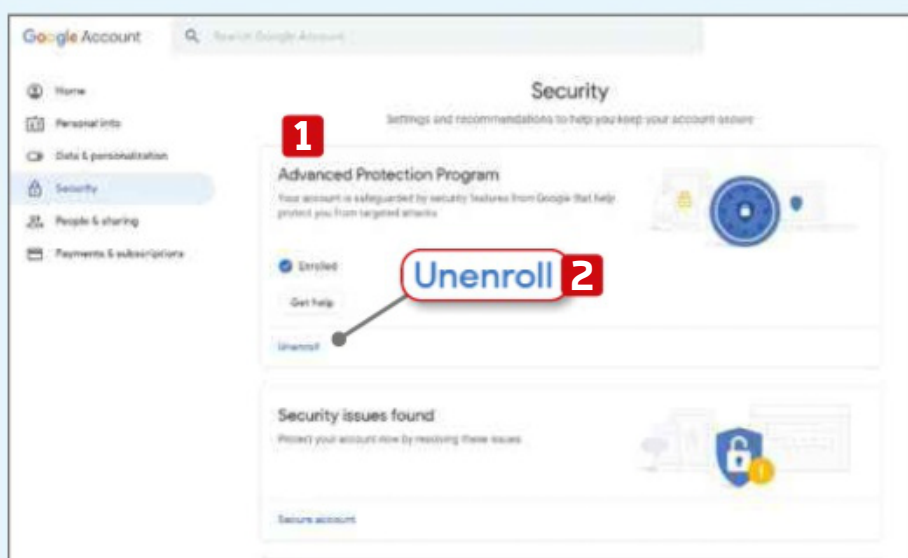 Google Account
Search Google Account
Home
Personal info
Data & personalization
Security
People & sharing
Payments & subscriptions
Security
Settings and recommendations to help you keep your account secure
1
Advanced Protection Program
Your account is safeguarded by security features from Google that help
protect you from targeted attacks
Enrolled
Unenroll 2
Get help
Unenroll
Security issues found
Protect your account now by resolving these issues
Secure account